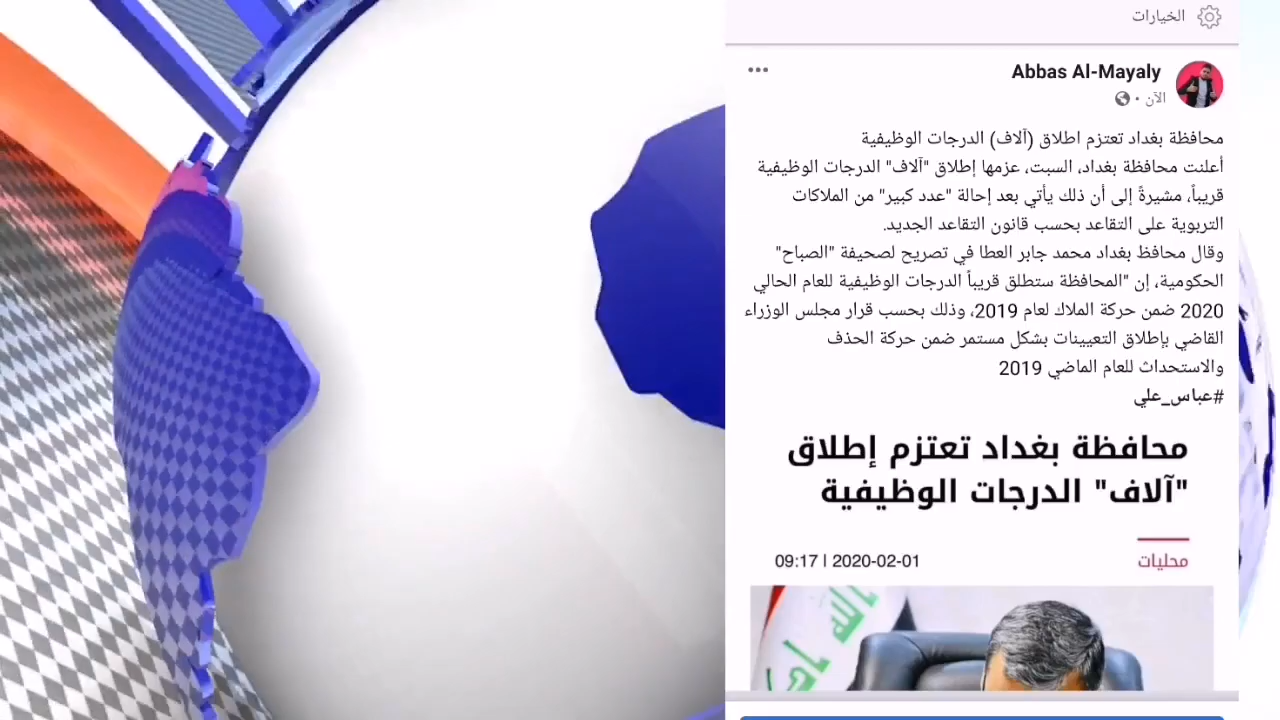 الخيارات
Abbas Al-Mayaly
الآن
محافظة بغداد تعتزم اطلاق (آلاف) الدرجات الوظيفية
أعلنت محافظة بغداد، السبت، عزمها إطلاق "آلاف" الدرجات الوظيفية
قريباً، مشيرةً إلى أن ذلك يأتي بعد إحالة "عدد كبير" من الملاكات
التربوية على التقاعد بحسب قانون التقاعد الجديد.
وقال محافظ بغداد محمد جابر العطا في تصريح لصحيفة "الصباح"
الحكومية، إن "المحافظة ستطلق قريباً الدرجات الوظيفية للعام الحالي
2020 ضمن حركة الملاك لعام 2019، وذلك بحسب قرار مجلس الوزراء
القاضي بإطلاق التعيينات بشكل مستمر ضمن حركة الحذف
والاستحداث للعام الماضي 2019
#عباس_علي
محافظة بغداد تعتزم إطلاق
"آلاف" الدرجات الوظيفية
محليات
09:17 | 2020-02-01